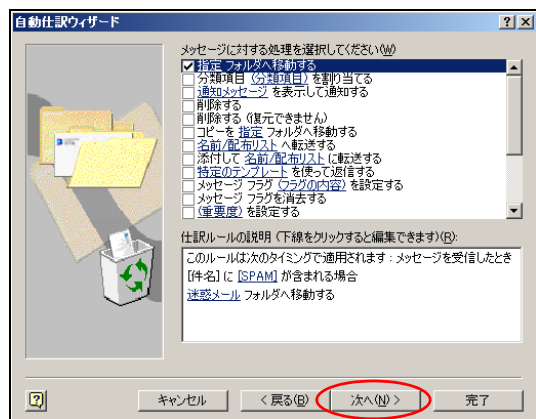 自動仕訳ウィザード
メッセージに対する処理を選択してください(W)
指定 フォルダへ移動する
分類項目 (分類項目) を割り当てる
通知メッセージ を表示して通知する
削除する
削除する (復元できません)
コピーを 指定 フォルダへ移動する
名前/配布リスト へ転送する
添付して 名前/配布リスト に転送する
特定のテンプレート を使って返信する
メッセージ フラグ (フラグの内容) を設定する
メッセージ フラグを消去する
(重要度) を設定する
仕訳ルールの説明 (下線をクリックすると編集できます)(R):
このルールは次のタイミングで適用されます : メッセージを受信したとき
[件名] に [SPAM] が含まれる場合
迷惑メール フォルダへ移動する
キャンセル
< 戻る(B)
次へ(N) >
完了